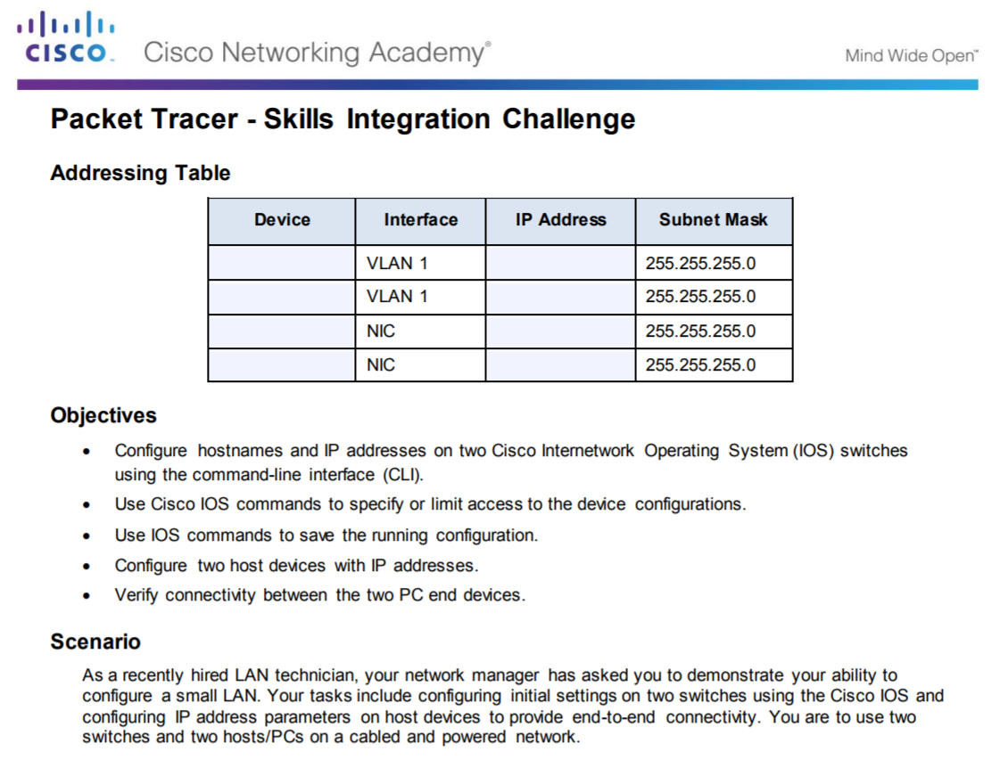 CISCO. Cisco Networking Academy® Mind Wide Open™
Packet Tracer - Skills Integration Challenge
Addressing Table
Device Interface IP Address Subnet Mask
VLAN 1 255.255.255.0
VLAN 1 255.255.255.0
NIC 255.255.255.0
NIC 255.255.255.0
Objectives
• Configure hostnames and IP addresses on two Cisco Internetwork Operating System (IOS) switches
using the command-line interface (CLI).
• Use Cisco IOS commands to specify or limit access to the device configurations.
• Use IOS commands to save the running configuration.
• Configure two host devices with IP addresses.
• Verify connectivity between the two PC end devices.
Scenario
As a recently hired LAN technician, your network manager has asked you to demonstrate your ability to
configure a small LAN. Your tasks include configuring initial settings on two switches using the Cisco IOS and
configuring IP address parameters on host devices to provide end-to-end connectivity. You are to use two
switches and two hosts/PCs on a cabled and powered network.